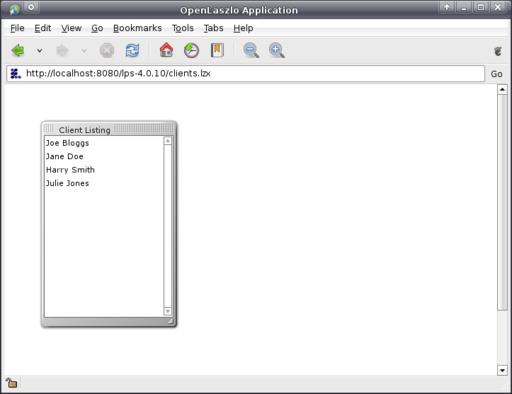 OpenLaszlo Application
File Edit View Go Bookmarks Tools Tabs Help
http://localhost:8080/lps-4.0.10/clients.lzx Go
Client Listing
Joe Bloggs
Jane Doe
Harry Smith
Julie Jones